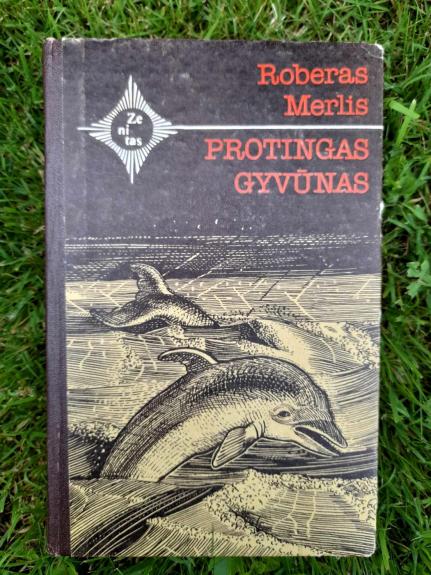 Ze
ni
tas
Roberas
Merlis
PROTINGAS
GYVŪNAS